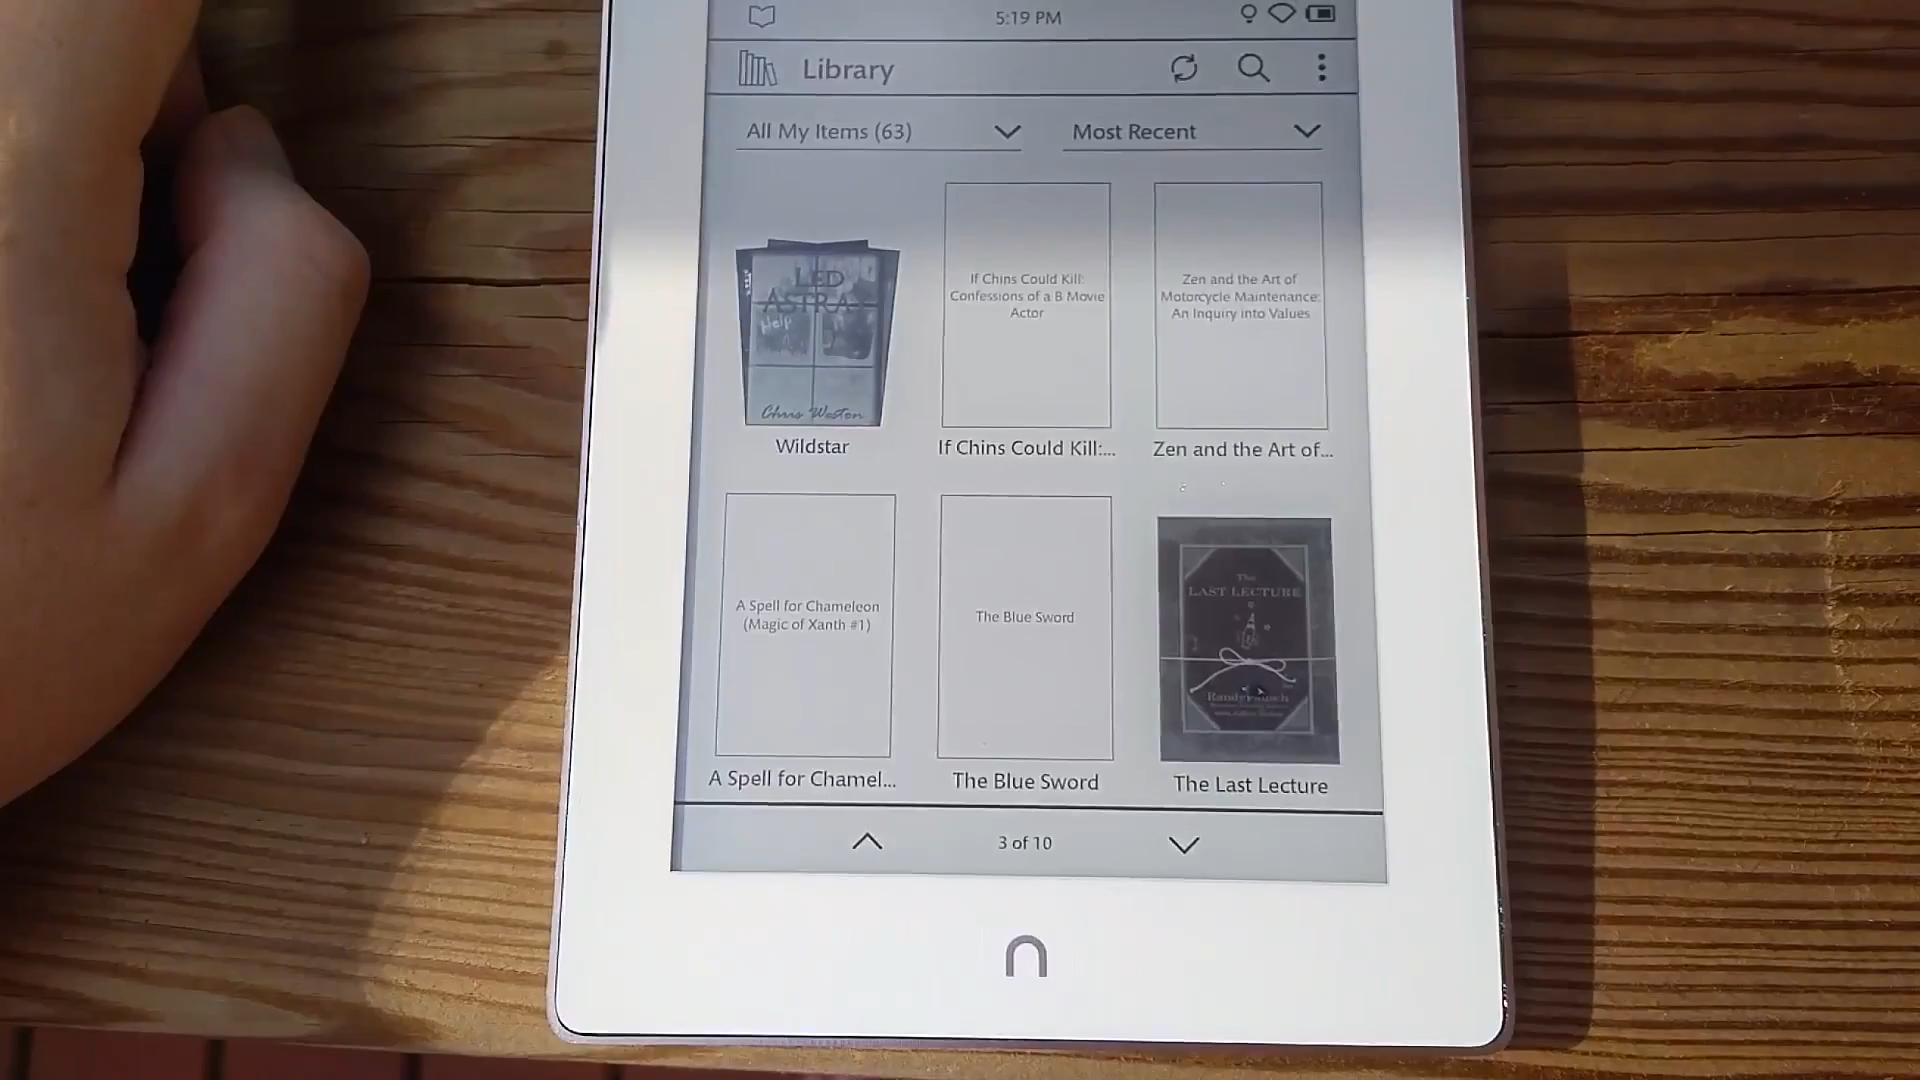 5:19 PM
Library
All My Items (63)
Most Recent
LED
ASTRAY
Help
Chris Weston
If Chins Could Kill:
Confessions of a B Movie
Actor
Zen and the Art of
Motorcycle Maintenance:
An Inquiry into Values
Wildstar
If Chins Could Kill:...
Zen and the Art of...
A Spell for Chameleon
(Magic of Xanth #1)
The Blue Sword
The
LAST LECTURE
Randy Pausch
A Spell for Chamel...
The Blue Sword
The Last Lecture
3 of 10
n